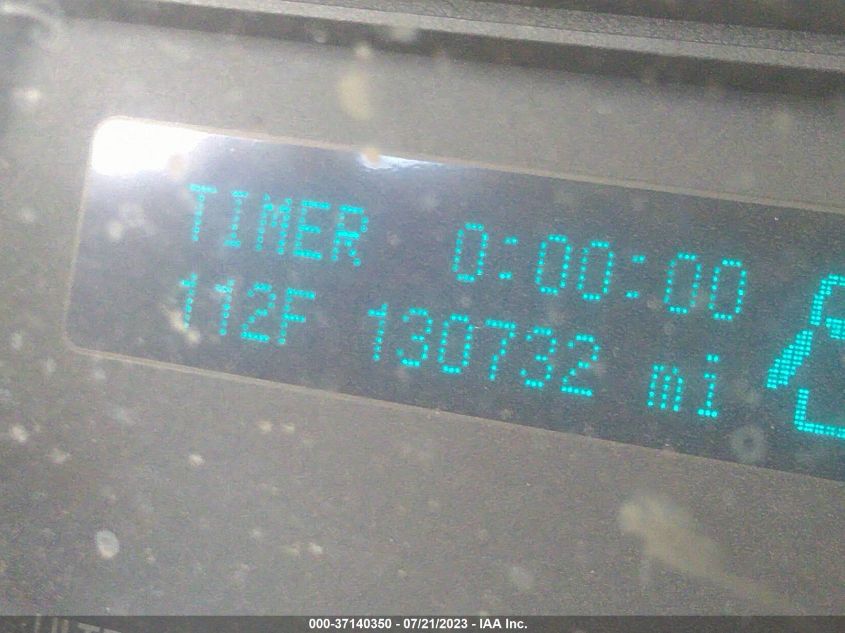 TIMER 0:00:00
112F 130732 mi
000-37140350 - 07/21/2023 - IAA Inc.